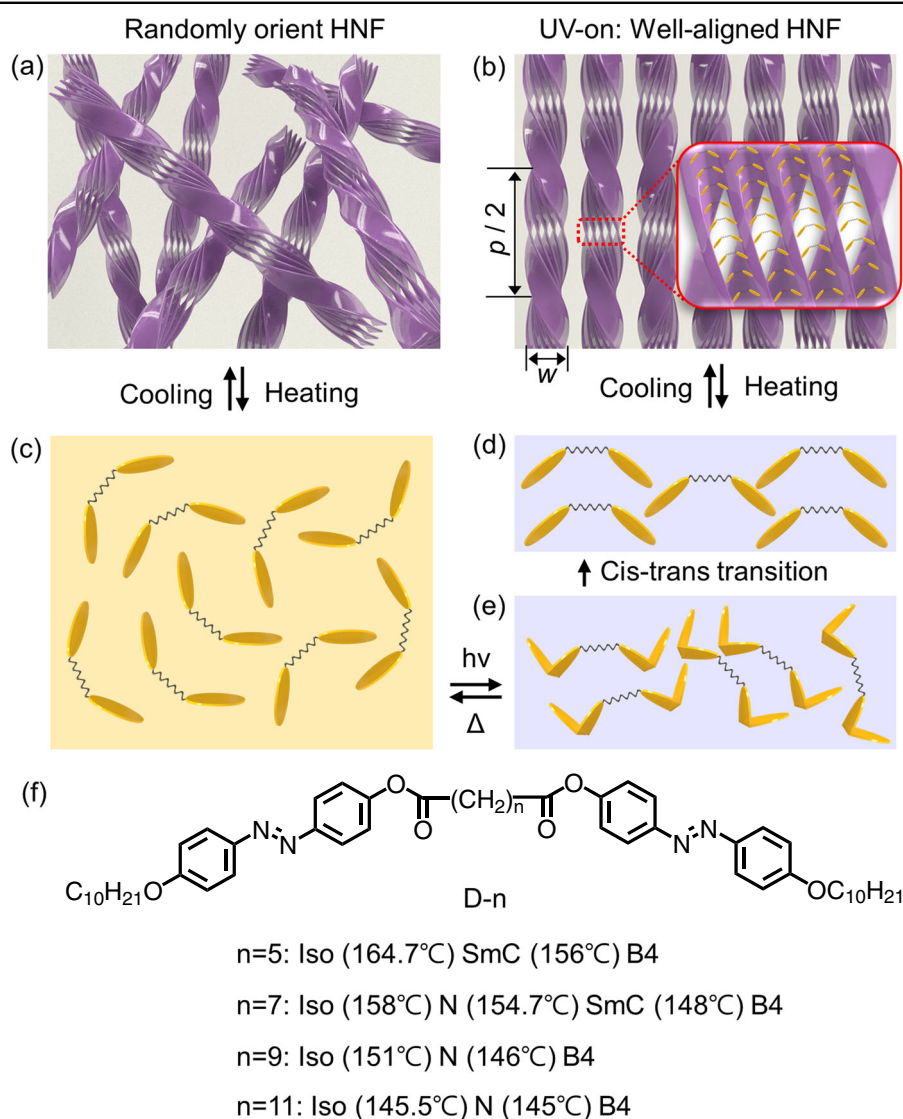 Randomly orient HNF
UV-on: Well-aligned HNF
(a)
(b)
p / 2
w
Cooling
Heating
Cooling
Heating
(c)
(d)
Cis-trans transition
(e)
hν
Δ
(f)
C10H21O
N
N
O
O
(CH2)n
O
O
N
N
OC10H21
D-n
n=5: Iso (164.7℃) SmC (156℃) B4
n=7: Iso (158℃) N (154.7℃) SmC (148℃) B4
n=9: Iso (151℃) N (146℃) B4
n=11: Iso (145.5℃) N (145℃) B4